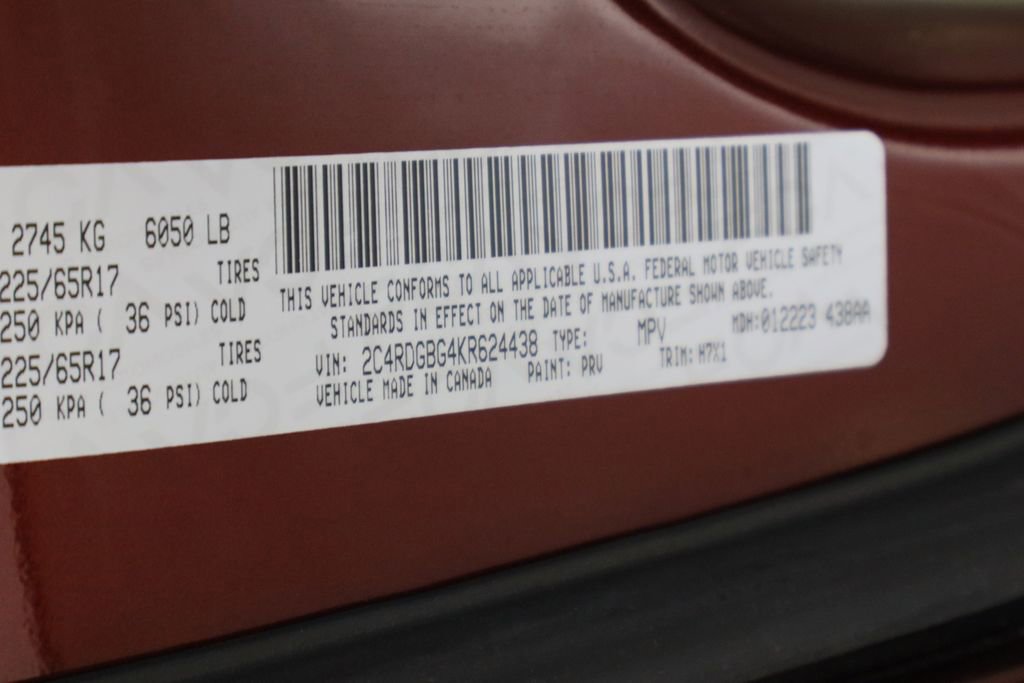 2745 KG 6050 LB
225/65R17 TIRES
250 KPA ( 36 PSI) COLD
225/65R17 TIRES
250 KPA ( 36 PSI) COLD
THIS VEHICLE CONFORMS TO ALL APPLICABLE U.S.A. FEDERAL MOTOR VEHICLE SAFETY
STANDARDS IN EFFECT ON THE DATE OF MANUFACTURE SHOWN ABOVE.
VIN: 2C4RDGBG4KR624438 TYPE: MPV MDH:012223 438AA
VEHICLE MADE IN CANADA PAINT: PRV TRIM: H7X1